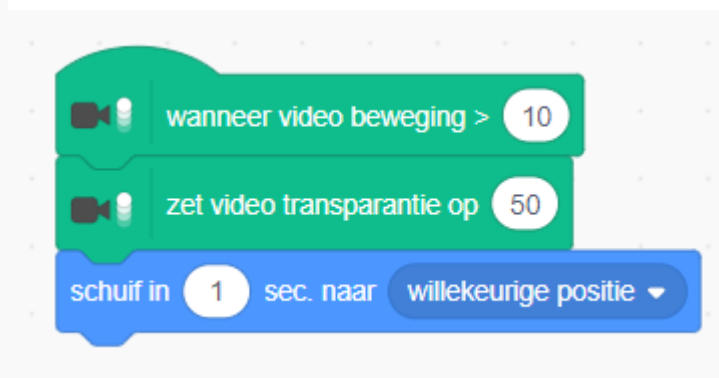 wanneer video beweging > 10
zet video transparantie op 50
schuif in 1 sec. naar willekeurige positie